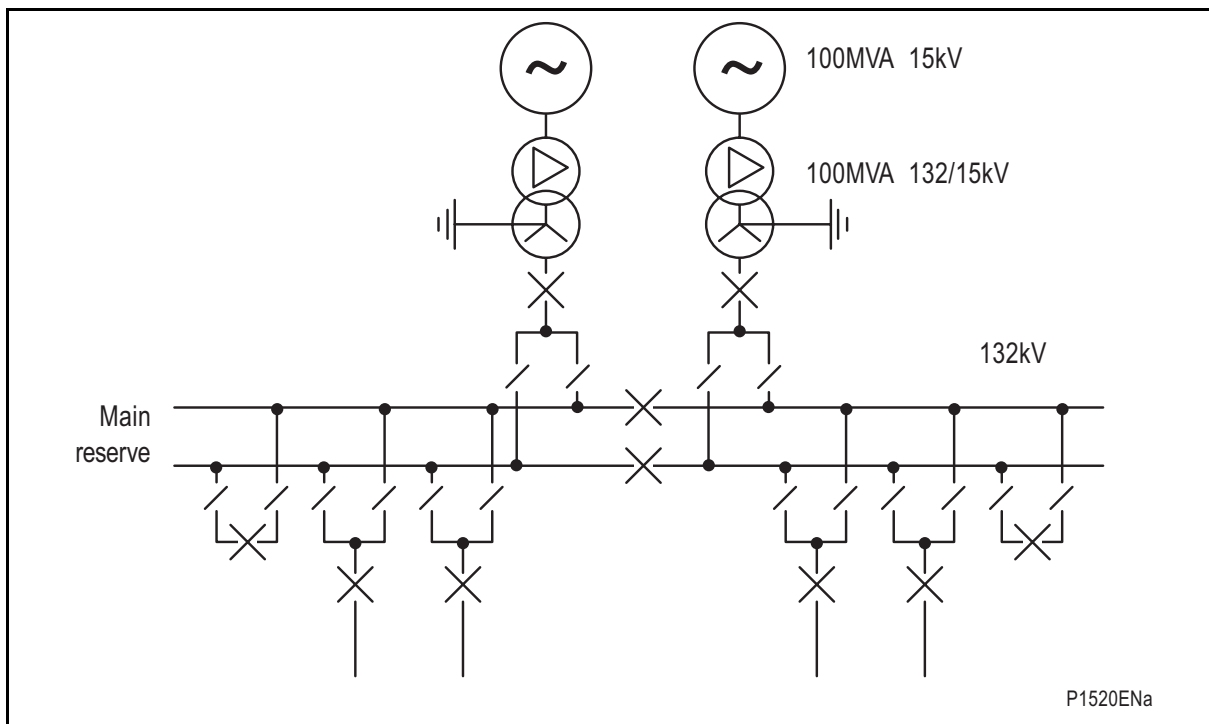 100MVA 15kV
100MVA 132/15kV
132kV
Main
reserve
P1520ENa